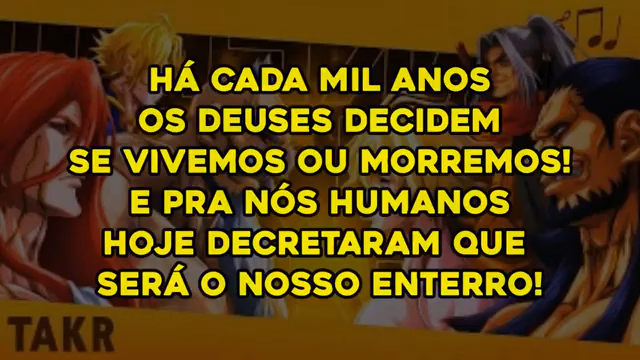 HÁ CADA MIL ANOS
OS DEUSES DECIDEM
SE VIVEMOS OU MORREMOS!
E PRA NÓS HUMANOS
HOJE DECRETARAM QUE
SERÁ O NOSSO ENTERRO!
TAKR